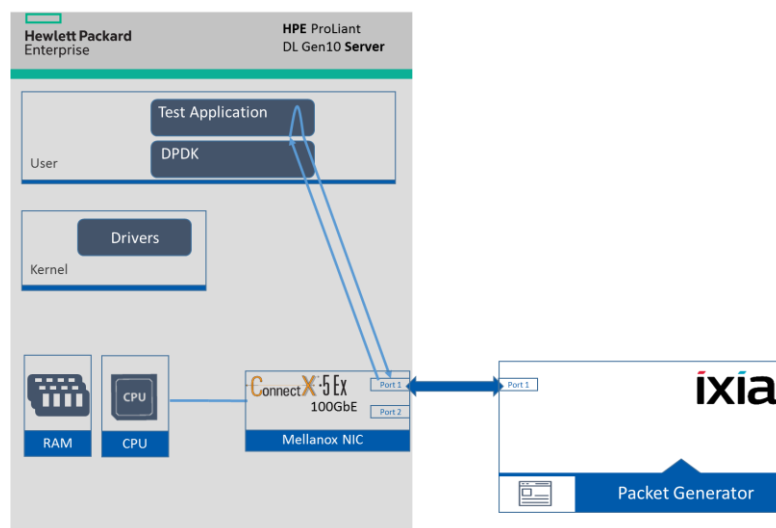 Hewlett Packard
Enterprise
HPE ProLiant
DL Gen10 Server
Test Application
DPDK
User
Drivers
Kernel
RAM
CPU
CPU
ConnectX·5 Ex
100GbE
Port 1
Port 2
Mellanox NIC
Port 1
ixia
Packet Generator